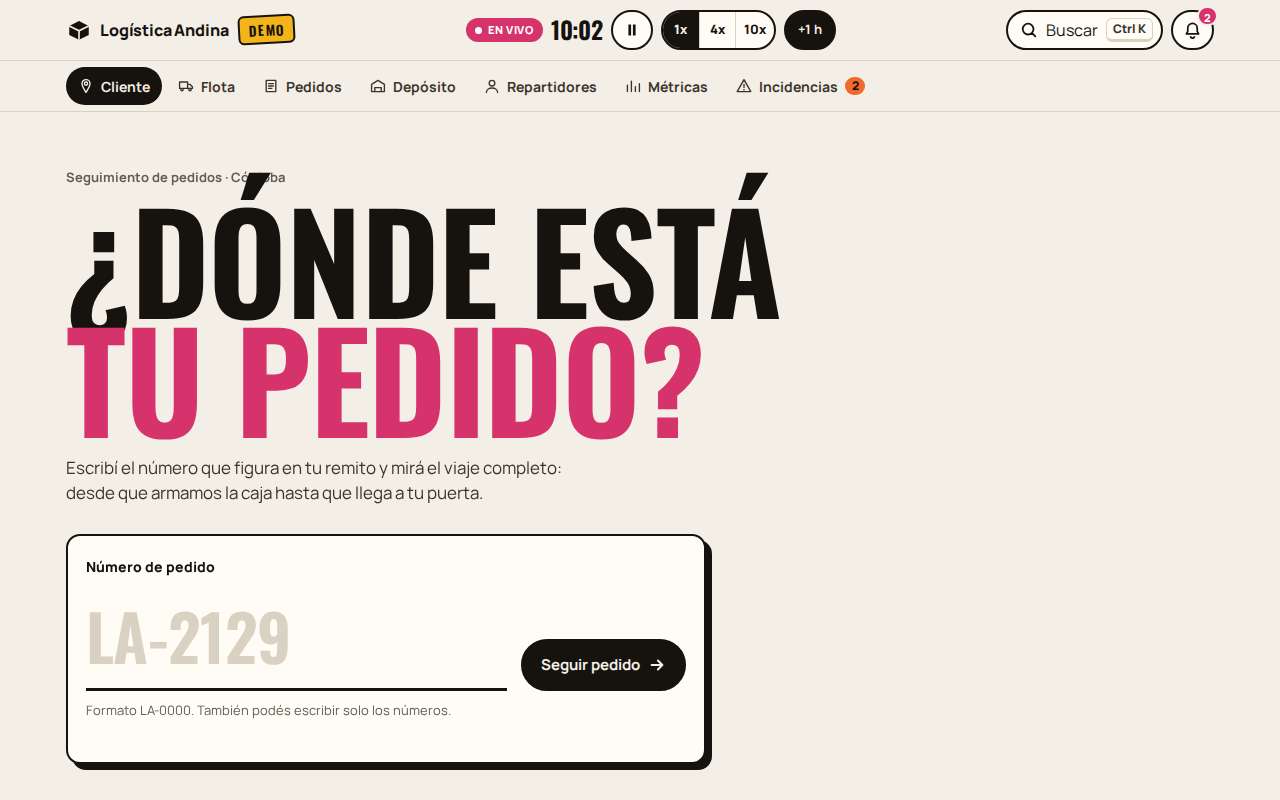 Logística Andina DEMO
EN VIVO 10:02 1x 4x 10x +1 h
Buscar Ctrl K 2
Cliente Flota Pedidos Depósito Repartidores Métricas Incidencias 2
Seguimiento de pedidos · Córdoba
¿DÓNDE ESTÁ
TU PEDIDO?
Escribí el número que figura en tu remito y mirá el viaje completo:
desde que armamos la caja hasta que llega a tu puerta.
Número de pedido
LA-2129
Seguir pedido →
Formato LA-0000. También podés escribir solo los números.